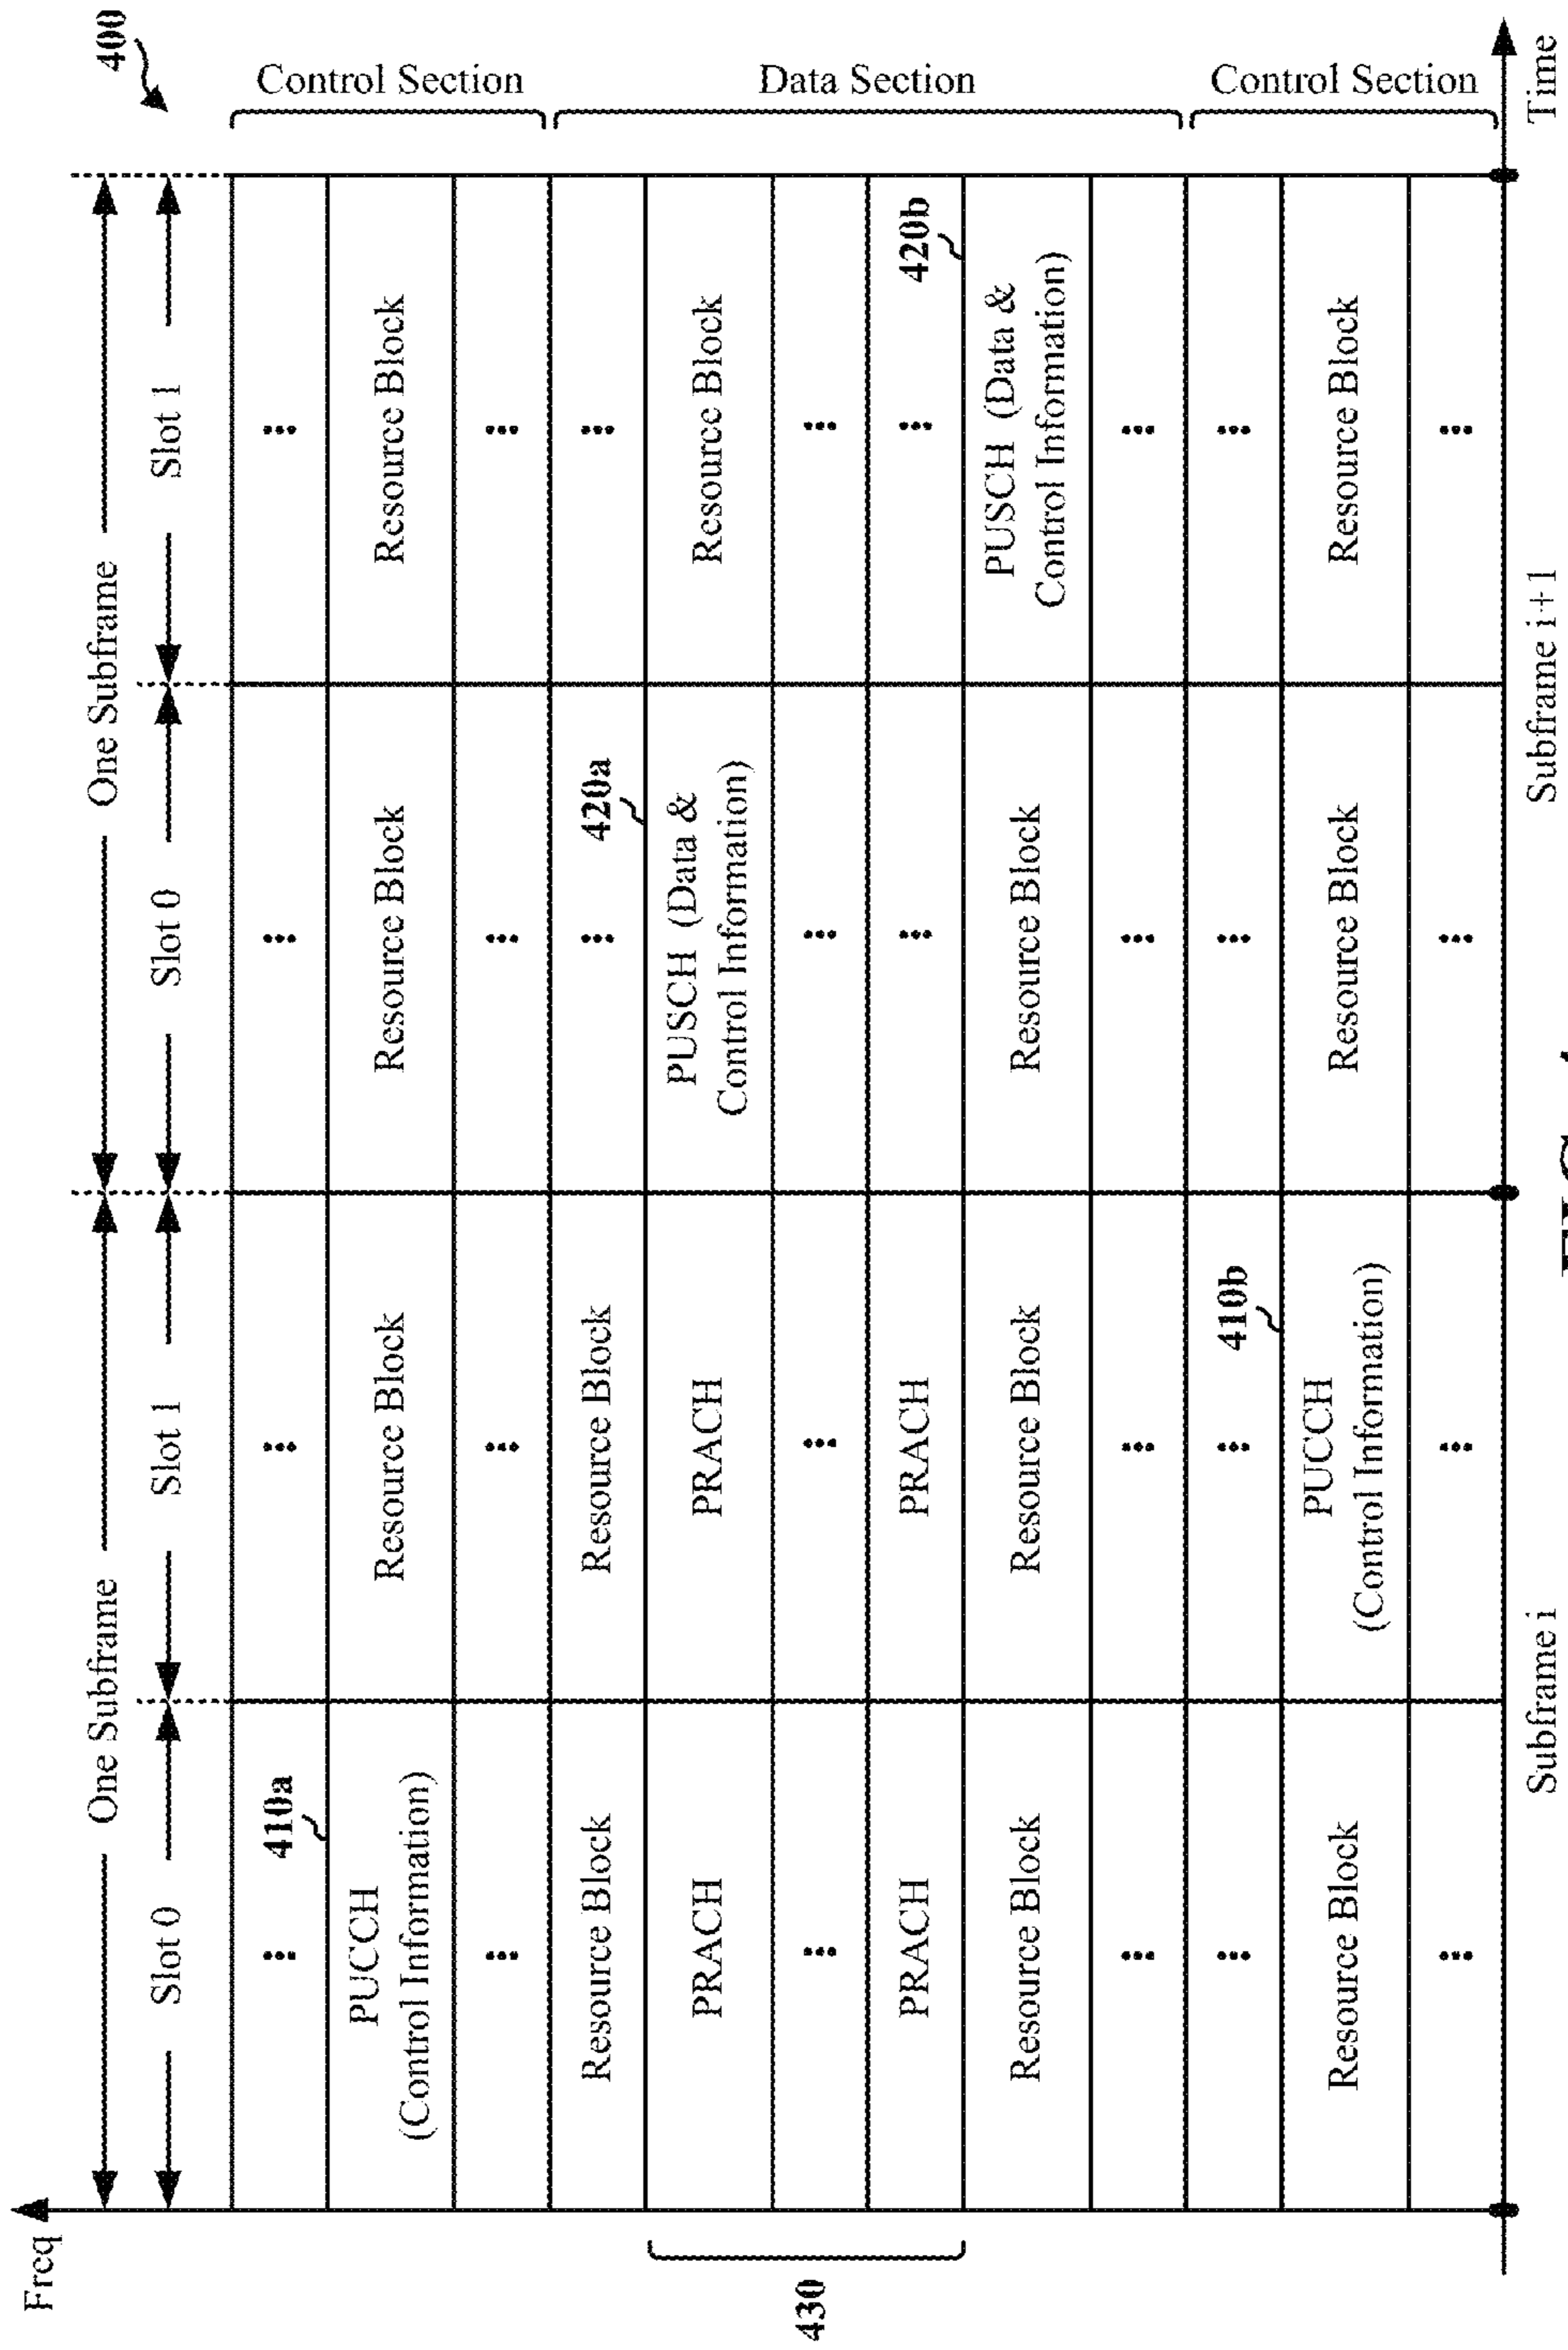 400
Freq
One Subframe
One Subframe
Slot 0
Slot 1
Slot 0
Slot 1
...
410a
...
...
...
Control Section
PUCCH
(Control Information)
Resource Block
Resource Block
Resource Block
...
...
...
...
Resource Block
Resource Block
...
420a
...
Data Section
430
PRACH
PRACH
PUSCH (Data &
Control Information)
Resource Block
...
...
...
...
PRACH
PRACH
...
...
420b
Resource Block
Resource Block
Resource Block
PUSCH (Data &
Control Information)
...
...
...
...
...
...
410b
...
...
Control Section
Resource Block
PUCCH
(Control Information)
Resource Block
Resource Block
...
...
...
...
Subframe i
Subframe i+1
Time